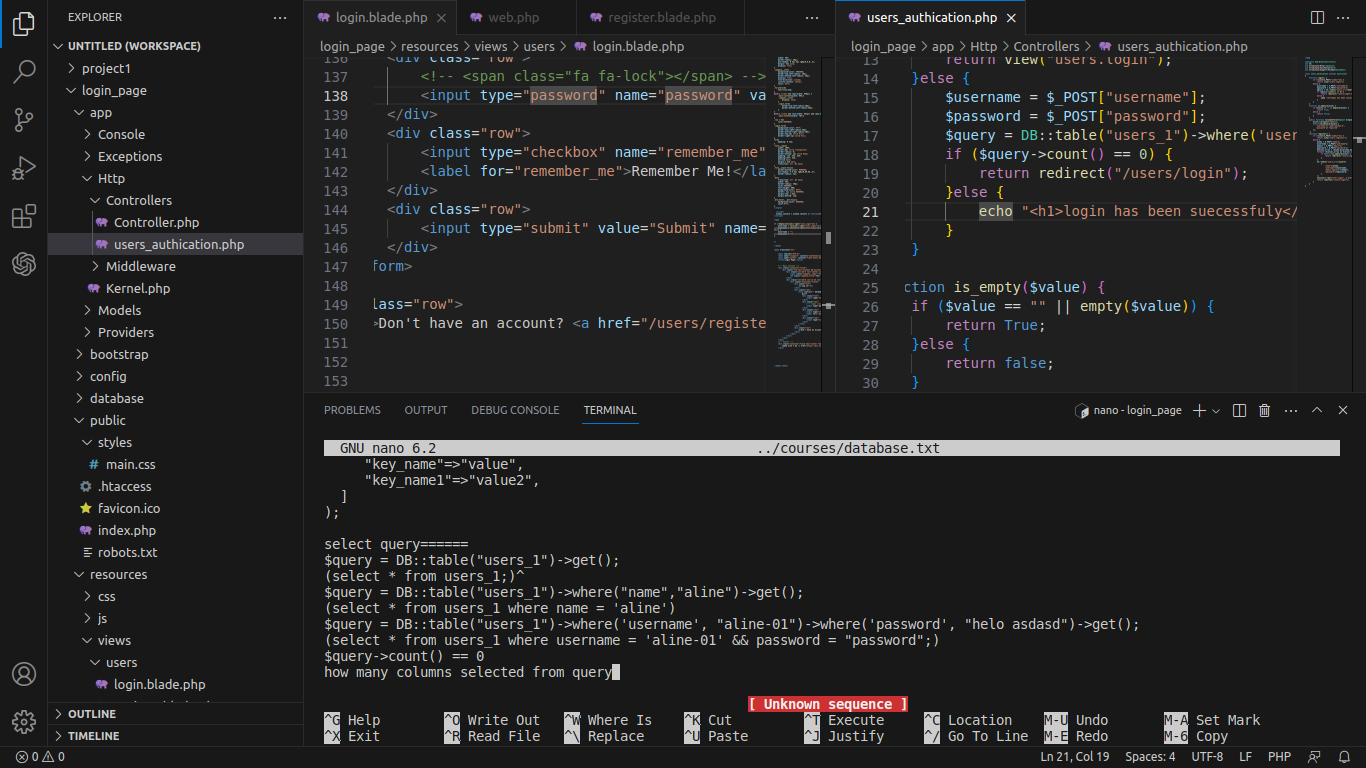 EXPLORER
UNTITLED (WORKSPACE)
project1
login_page
app
Console
Exceptions
Http
Controllers
Controller.php
users_authication.php
Middleware
Kernel.php
Models
Providers
bootstrap
config
database
public
styles
main.css
.htaccess
favicon.ico
index.php
robots.txt
resources
css
js
views
users
login.blade.php
OUTLINE
TIMELINE
login.blade.php
web.php
register.blade.php
login_page > resources > views > users > login.blade.php
136 <div class="row">
137 <!-- <span class="fa fa-lock"></span> -->
138 <input type="password" name="password" va
139 </div>
140 <div class="row">
141 <input type="checkbox" name="remember_me"
142 <label for="remember_me">Remember Me!</la
143 </div>
144 <div class="row">
145 <input type="submit" value="Submit" name=
146 </div>
147 form>
148
149 lass="row">
150 >Don't have an account? <a href="/users/registe
151
152
153
users_authication.php
login_page > app > Http > Controllers > users_authication.php
13 return view("users.login");
14 }else {
15 $username = $_POST["username"];
16 $password = $_POST["password"];
17 $query = DB::table("users_1")->where('user
18 if ($query->count() == 0) {
19 return redirect("/users/login");
20 }else {
21 echo "<h1>login has been suecessfuly</
22 }
23 }
24
25 ction is_empty($value) {
26 if ($value == "" || empty($value)) {
27 return True;
28 }else {
29 return false;
30 }
PROBLEMS OUTPUT DEBUG CONSOLE TERMINAL
nano - login_page
GNU nano 6.2 ../courses/database.txt
"key_name"=>"value",
"key_name1"=>"value2",
]
);
select query======
$query = DB::table("users_1")->get();
(select * from users_1;)^
$query = DB::table("users_1")->where("name","aline")->get();
(select * from users_1 where name = 'aline')
$query = DB::table("users_1")->where('username', "aline-01")->where('password', "helo asdasd")->get();
(select * from users_1 where username = 'aline-01' && password = "password";)
$query->count() == 0
how many columns selected from query
[ Unknown sequence ]
^G Help ^O Write Out ^W Where Is ^K Cut ^T Execute ^C Location M-U Undo M-A Set Mark
^X Exit ^R Read File ^\ Replace ^U Paste ^J Justify ^/ Go To Line M-E Redo M-6 Copy
0 0 Ln 21, Col 19 Spaces: 4 UTF-8 LF PHP